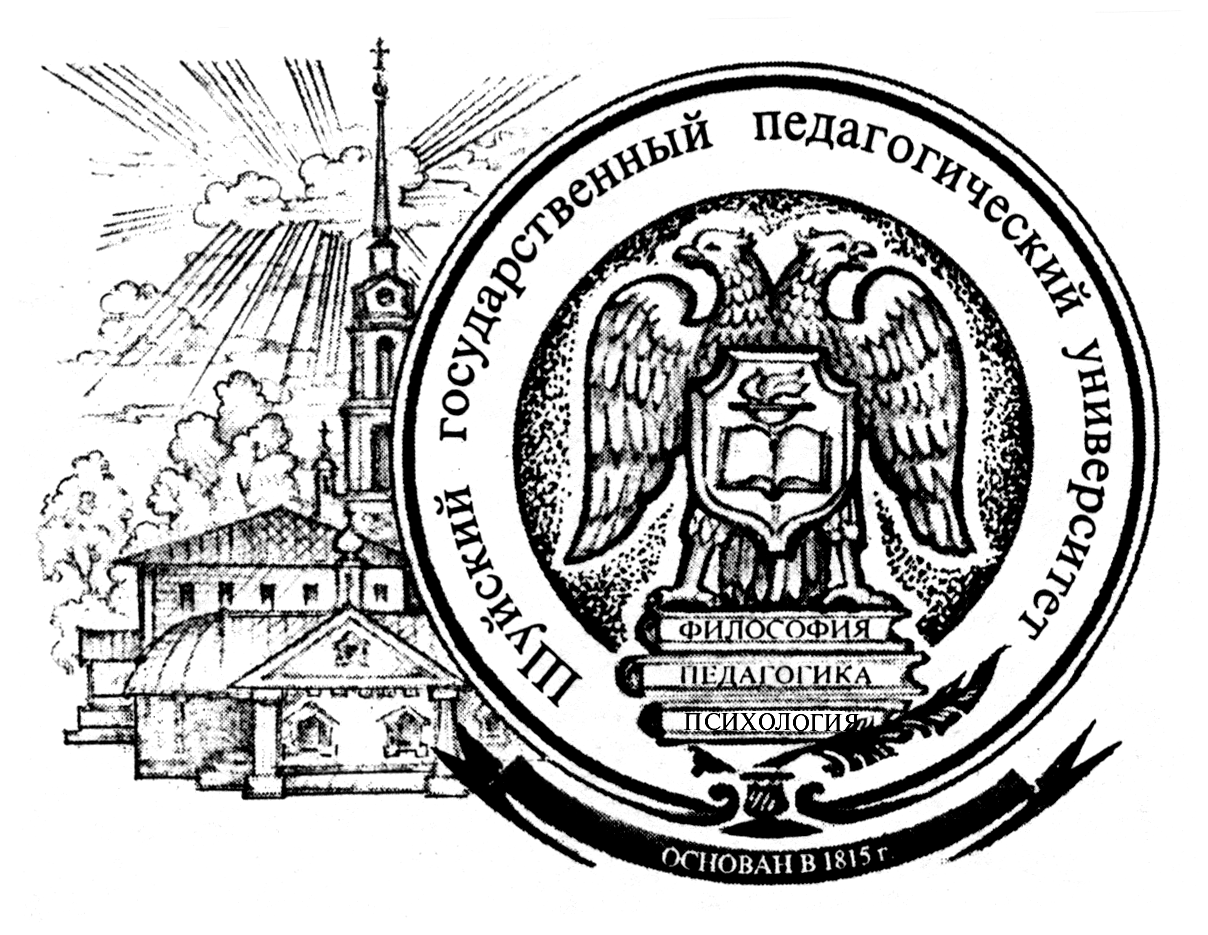 Шуйский государственный педагогический университет
ФИЛОСОФИЯ
ПЕДАГОГИКА
ПСИХОЛОГИЯ
ОСНОВАН В 1815 г.